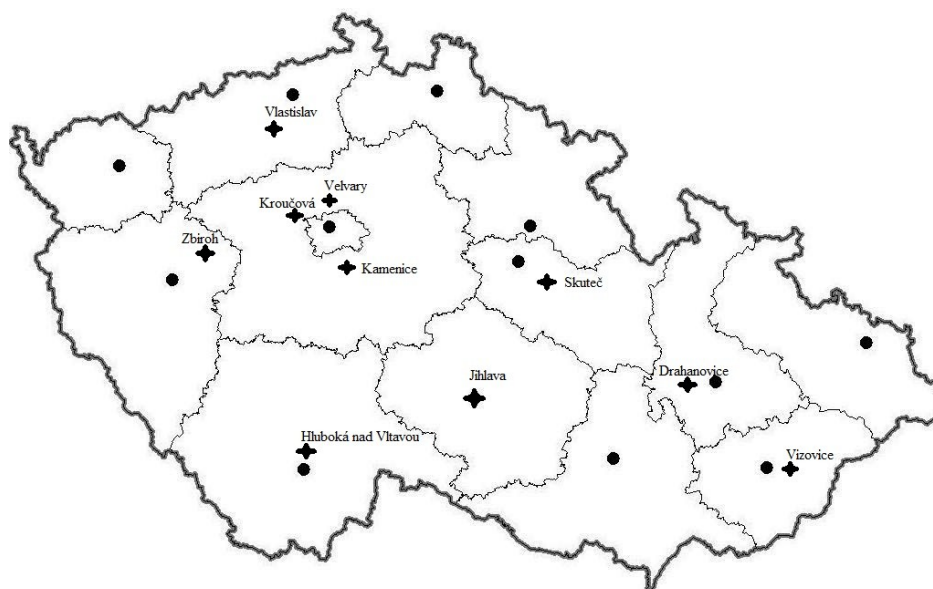 Vlastislav
Velvary
Kroučová
Zbiroh
Kamenice
Skuteč
Drahanovice
Jihlava
Hluboká nad Vltavou
Vizovice